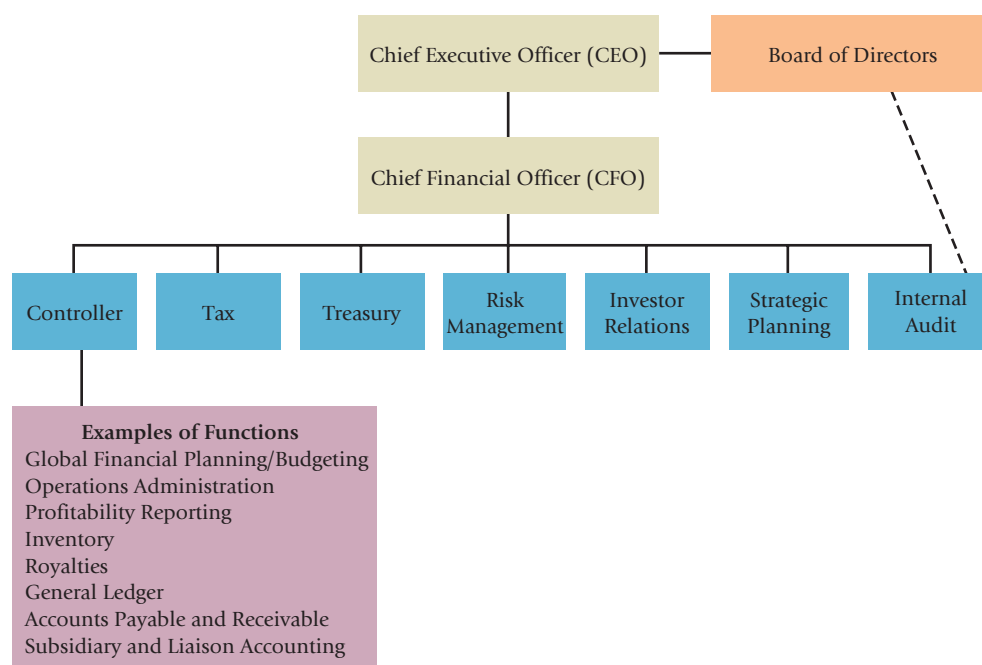 Chief Executive Officer (CEO)
Board of Directors
Chief Financial Officer (CFO)
Controller
Tax
Treasury
Risk
Management
Investor
Relations
Strategic
Planning
Internal
Audit
Examples of Functions
Global Financial Planning/Budgeting
Operations Administration
Profitability Reporting
Inventory
Royalties
General Ledger
Accounts Payable and Receivable
Subsidiary and Liaison Accounting